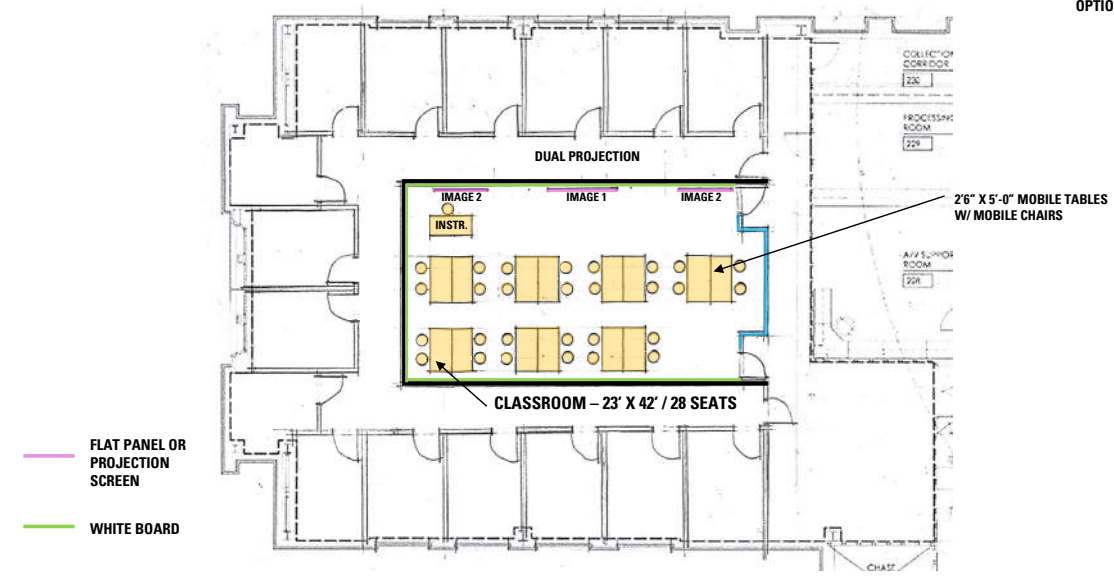 OPTIO
COLLECTION
CORRIDOR
230
PROCESSING
ROOM
229
DUAL PROJECTION
IMAGE 2
IMAGE 1
IMAGE 2
2'6" X 5'-0" MOBILE TABLES
W/ MOBILE CHAIRS
INSTR.
A/V SUPPOR
ROOM
228
CLASSROOM – 23' X 42' / 28 SEATS
FLAT PANEL OR
PROJECTION
SCREEN
WHITE BOARD
CHASE